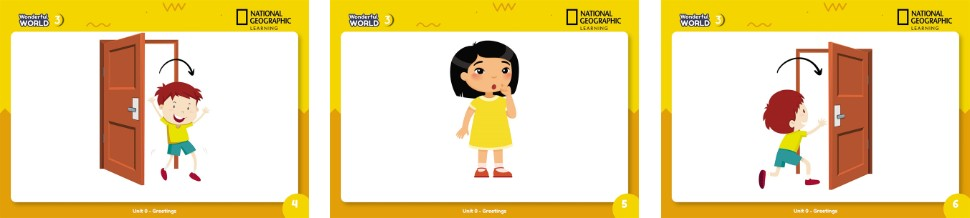 Wonderful
WORLD 3
NATIONAL
GEOGRAPHIC
LEARNING
Unit 0 - Greetings
4
Wonderful
WORLD 3
NATIONAL
GEOGRAPHIC
LEARNING
Unit 0 - Greetings
5
Wonderful
WORLD 3
NATIONAL
GEOGRAPHIC
LEARNING
Unit 0 - Greetings
6